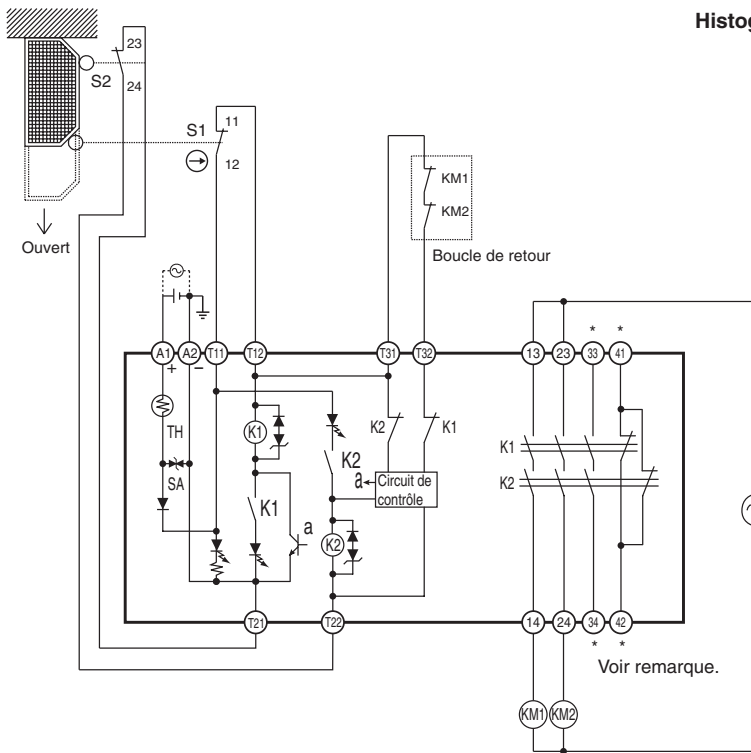 Histog
23
S2
24
S1
11
12
KM1
KM2
Ouvert
Boucle de retour
A1 A2 T11 T12 T31 T32 13 23 33 41
* *
+ −
TH
SA
K1
K2
K2 K1
K1
a
a
Circuit de
contrôle
K2
K1
K2
T21 T22 14 24 34 42
* *
Voir remarque.
KM1 KM2